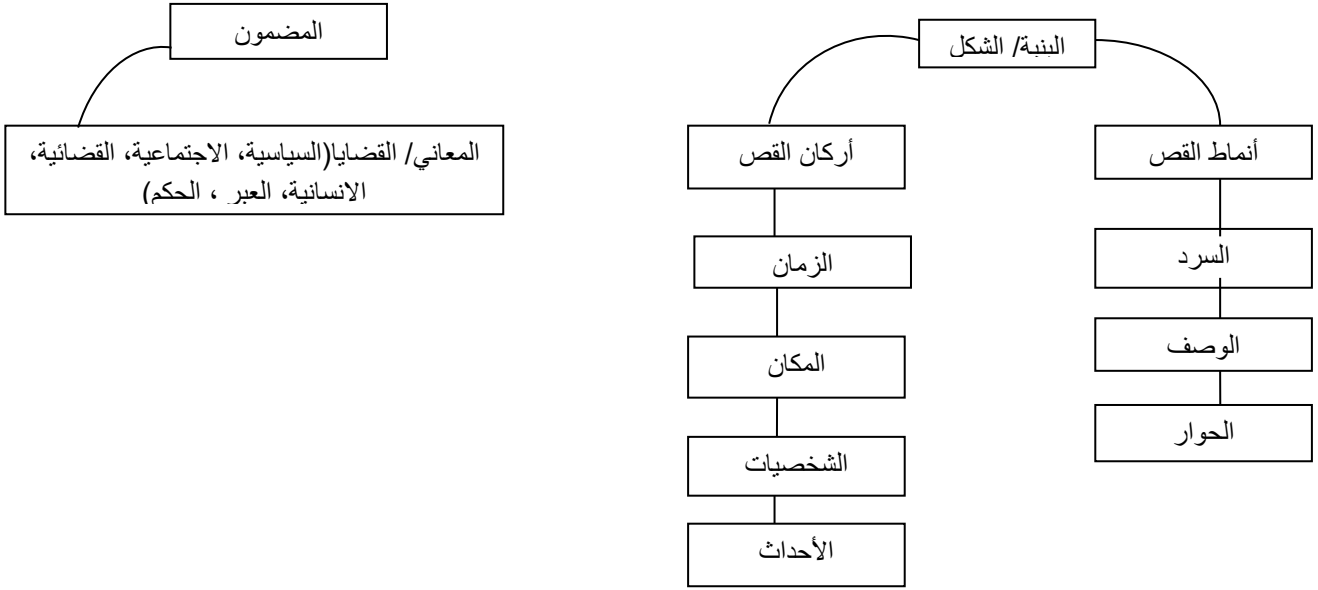 البنية/ الشكل
أنماط القص
السرد
الوصف
الحوار
أركان القص
الزمان
المكان
الشخصيات
الأحداث
المضمون
المعاني/ القضايا(السياسية، الاجتماعية، القضائية،
الانسانية، العبر ، الحكم)